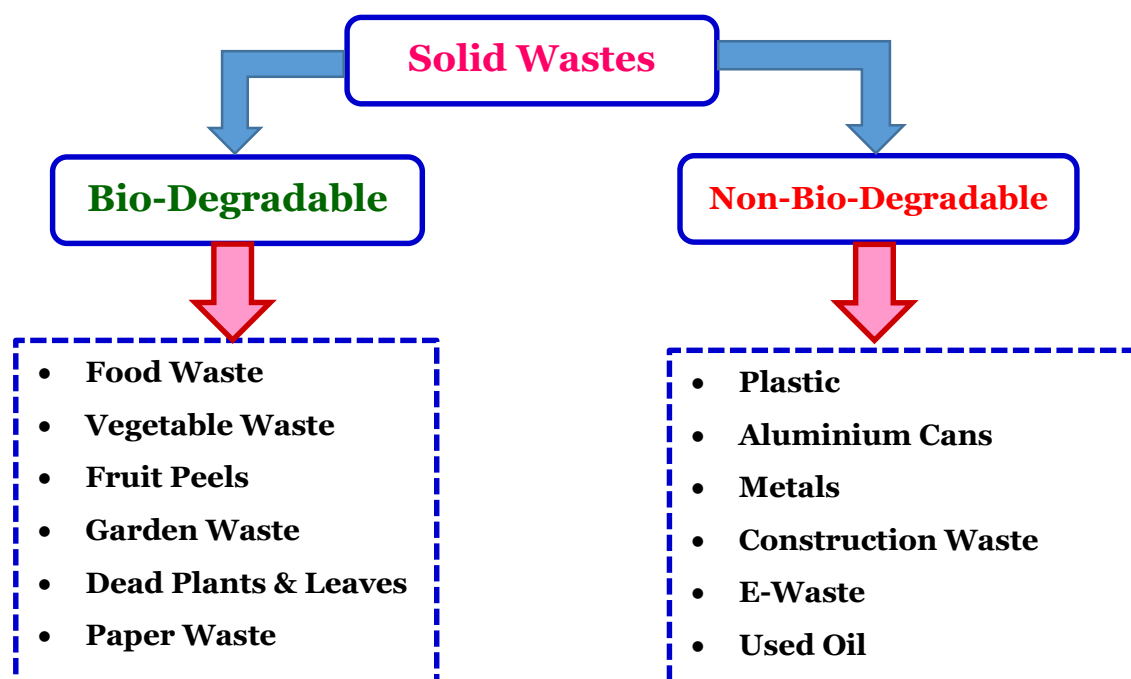 Solid Wastes
Bio-Degradable
Non-Bio-Degradable
• Food Waste
• Vegetable Waste
• Fruit Peels
• Garden Waste
• Dead Plants & Leaves
• Paper Waste
• Plastic
• Aluminium Cans
• Metals
• Construction Waste
• E-Waste
• Used Oil